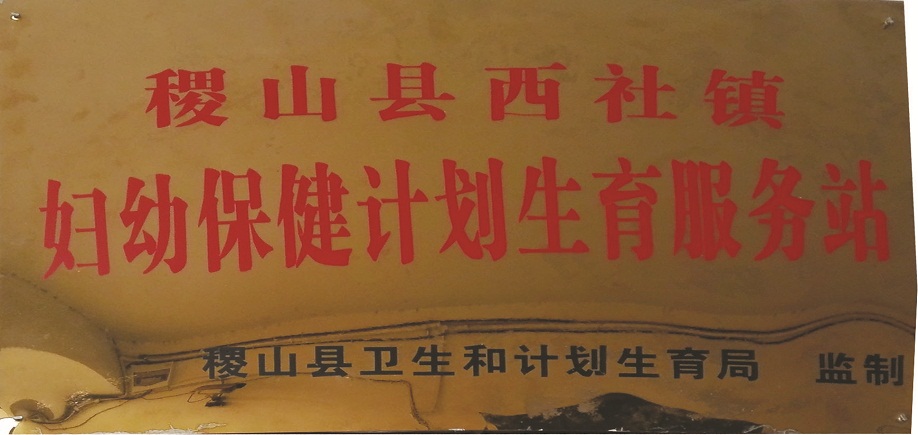 稷山县西社镇
妇幼保健计划生育服务站
稷山县卫生和计划生育局 监制